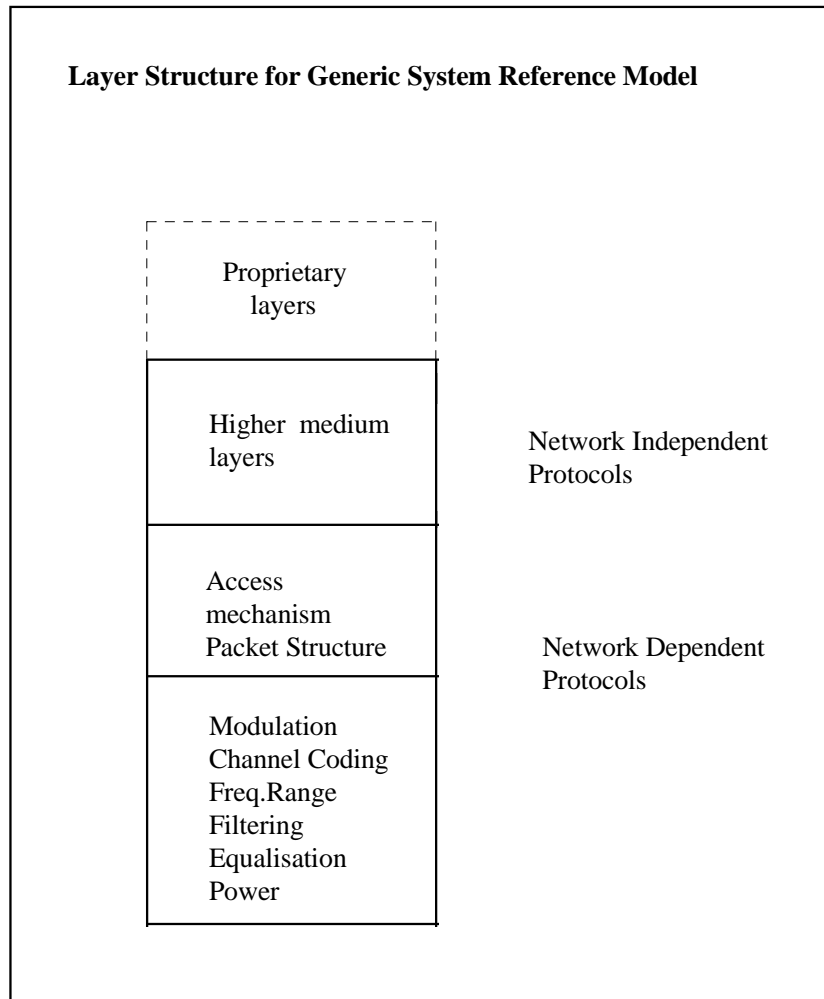 Layer Structure for Generic System Reference Model
Proprietary
layers
Higher medium
layers
Network Independent
Protocols
Access
mechanism
Packet Structure
Network Dependent
Protocols
Modulation
Channel Coding
Freq.Range
Filtering
Equalisation
Power